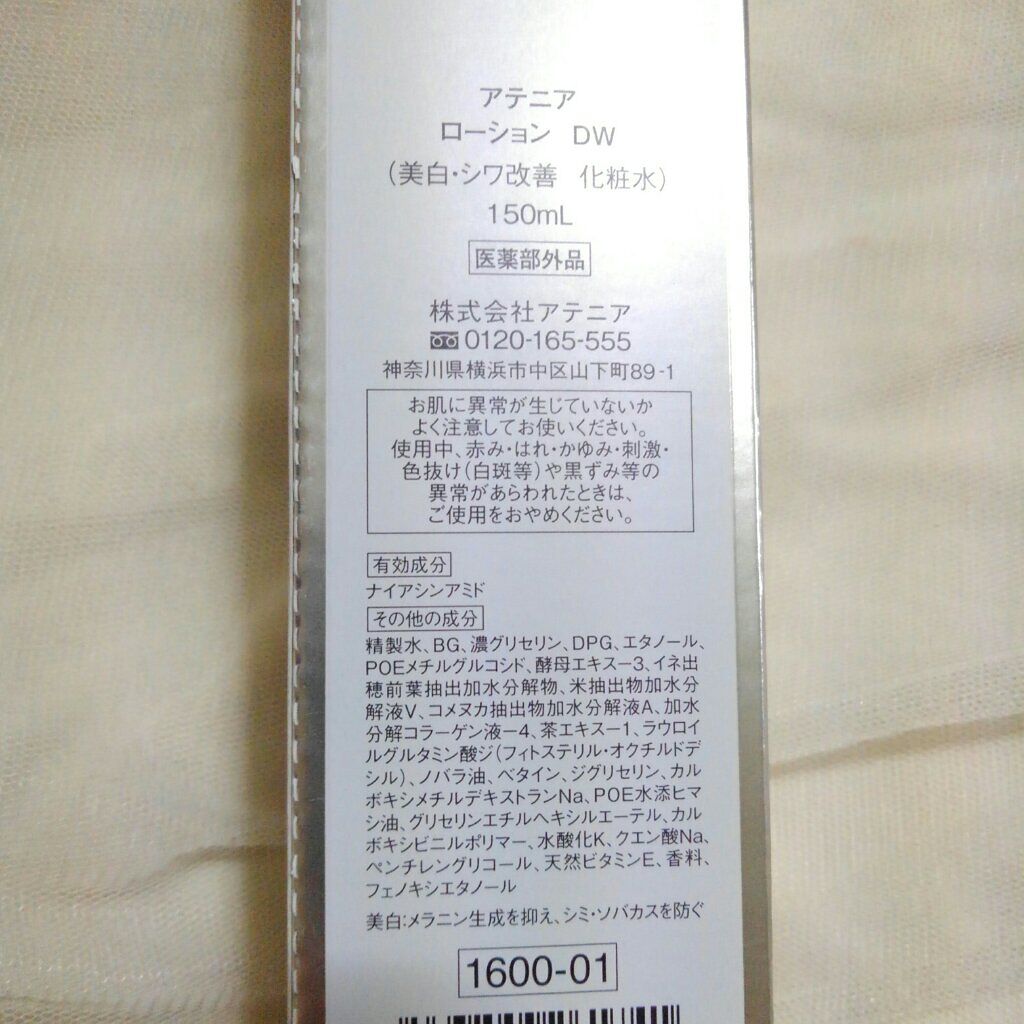 アテニア
ローション DW
(美白・シワ改善 化粧水)
150mL
医薬部外品
株式会社アテニア
0120-165-555
神奈川県横浜市中区山下町89-1
お肌に異常が生じていないか
よく注意してお使いください。
使用中、赤み・はれ・かゆみ・刺激・
色抜け(白斑等)や黒ずみ等の
異常があらわれたときは、
ご使用をおやめください。
有効成分
ナイアシンアミド
その他の成分
精製水、BG、濃グリセリン、DPG、エタノール、
POEメチルグルコシド、酵母エキス-3、イネ出
穂前葉抽出加水分解物、米抽出物加水分
解液V、コメヌカ抽出物加水分解液A、加水
分解コラーゲン液-4、茶エキス-1、ラウロイ
ルグルタミン酸ジ(フィトステリル・オクチルドデ
シル)、ノバラ油、ベタイン、ジグリセリン、カル
ボキシメチルデキストランNa、POE水添ヒマ
シ油、グリセリンエチルヘキシルエーテル、カル
ボキシビニルポリマー、水酸化K、クエン酸Na、
ペンチレングリコール、天然ビタミンE、香料、
フェノキシエタノール
美白:メラニン生成を抑え、シミ・ソバカスを防ぐ
1600-01